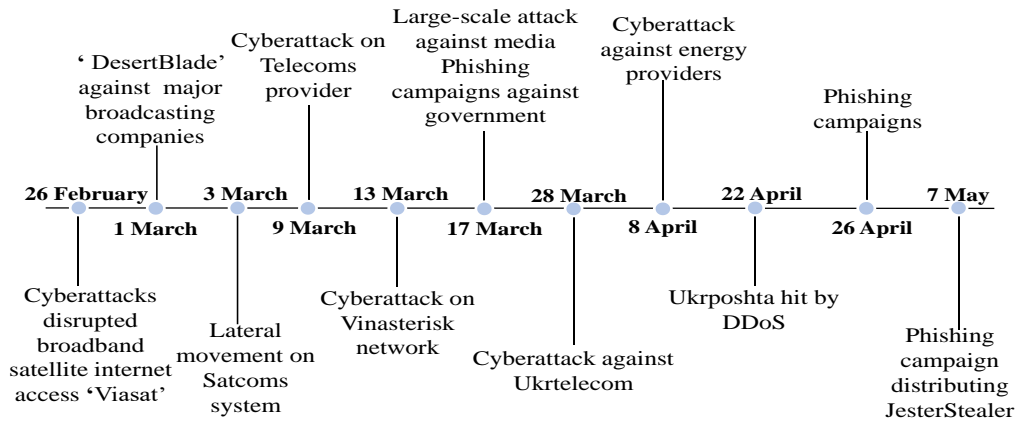 Large-scale attack
against media
Phishing
campaigns against
government
Cyberattack
against energy
providers
Cyberattack on
Telecoms
provider
‘ DesertBlade’
against major
broadcasting
companies
Phishing
campaigns
26 February
3 March
13 March
28 March
22 April
7 May
1 March
9 March
17 March
8 April
26 April
Cyberattacks
disrupted
broadband
satellite internet
access ‘Viasat’
Lateral
movement on
Satcoms
system
Cyberattack on
Vinasterisk
network
Cyberattack against
Ukrtelecom
Ukrposhta hit by
DDoS
Phishing
campaign
distributing
JesterStealer